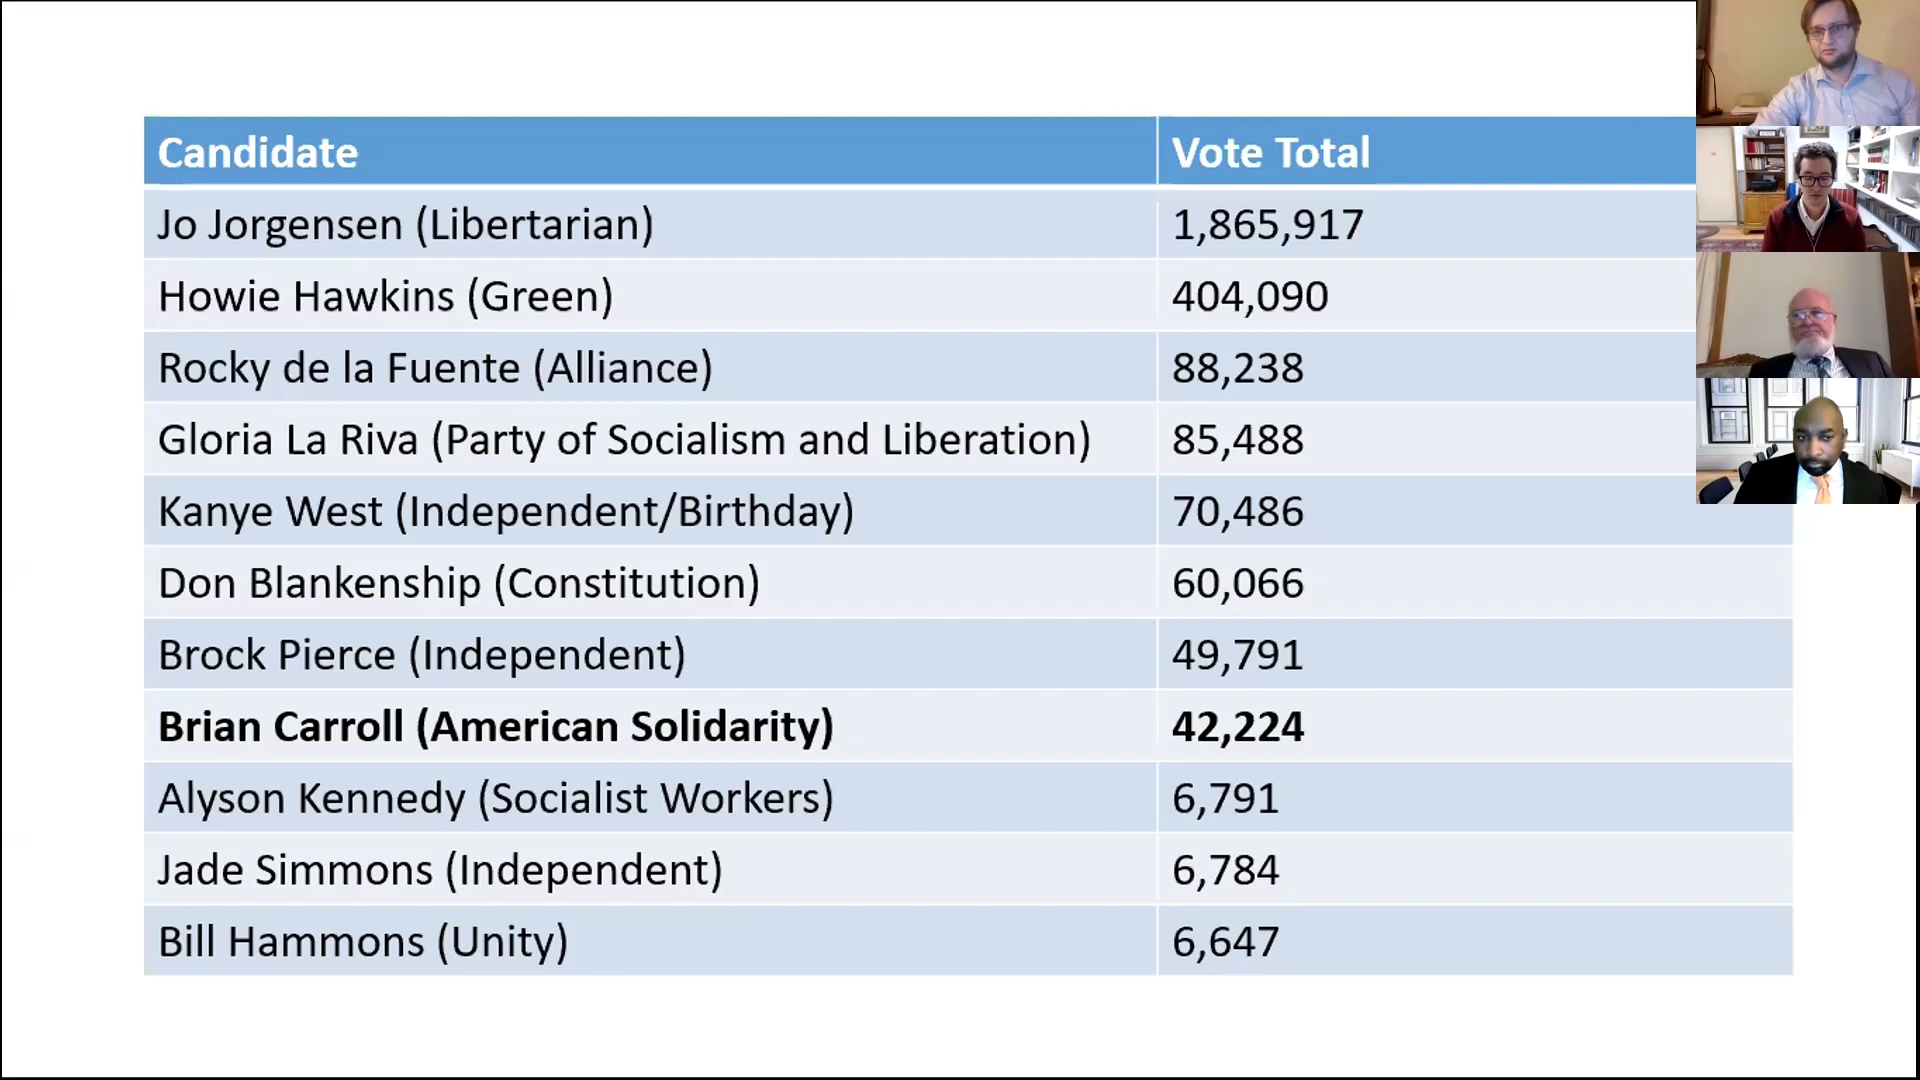 Candidate Vote Total
Jo Jorgensen (Libertarian) 1,865,917
Howie Hawkins (Green) 404,090
Rocky de la Fuente (Alliance) 88,238
Gloria La Riva (Party of Socialism and Liberation) 85,488
Kanye West (Independent/Birthday) 70,486
Don Blankenship (Constitution) 60,066
Brock Pierce (Independent) 49,791
Brian Carroll (American Solidarity) 42,224
Alyson Kennedy (Socialist Workers) 6,791
Jade Simmons (Independent) 6,784
Bill Hammons (Unity) 6,647